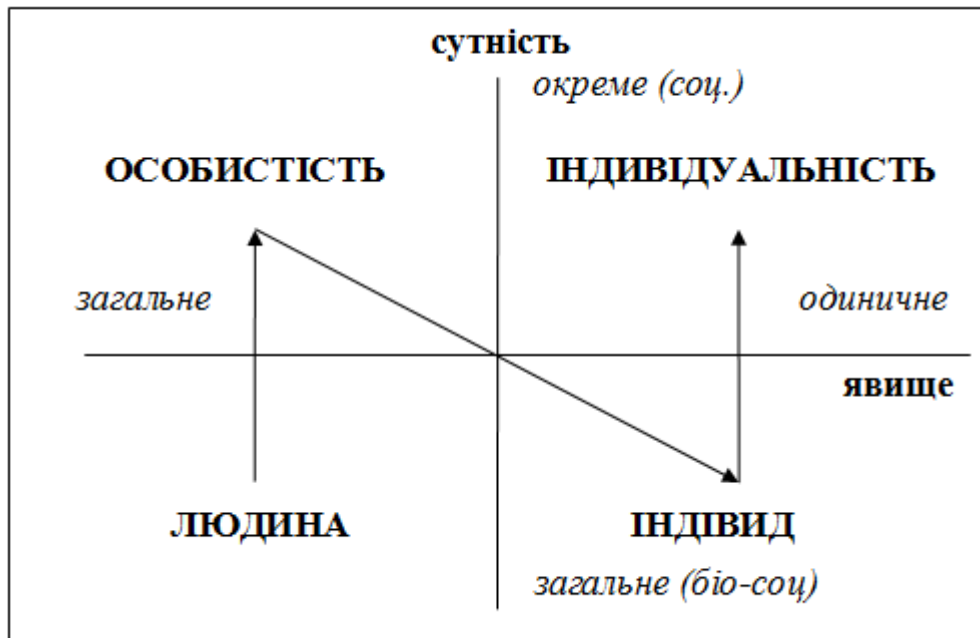 сутність
окреме (соц.)
ОСОБИСТІСТЬ ІНДИВІДУАЛЬНІСТЬ
загальне одиничне
явище
ЛЮДИНА ІНДІВИД
загальне (біо-соц)